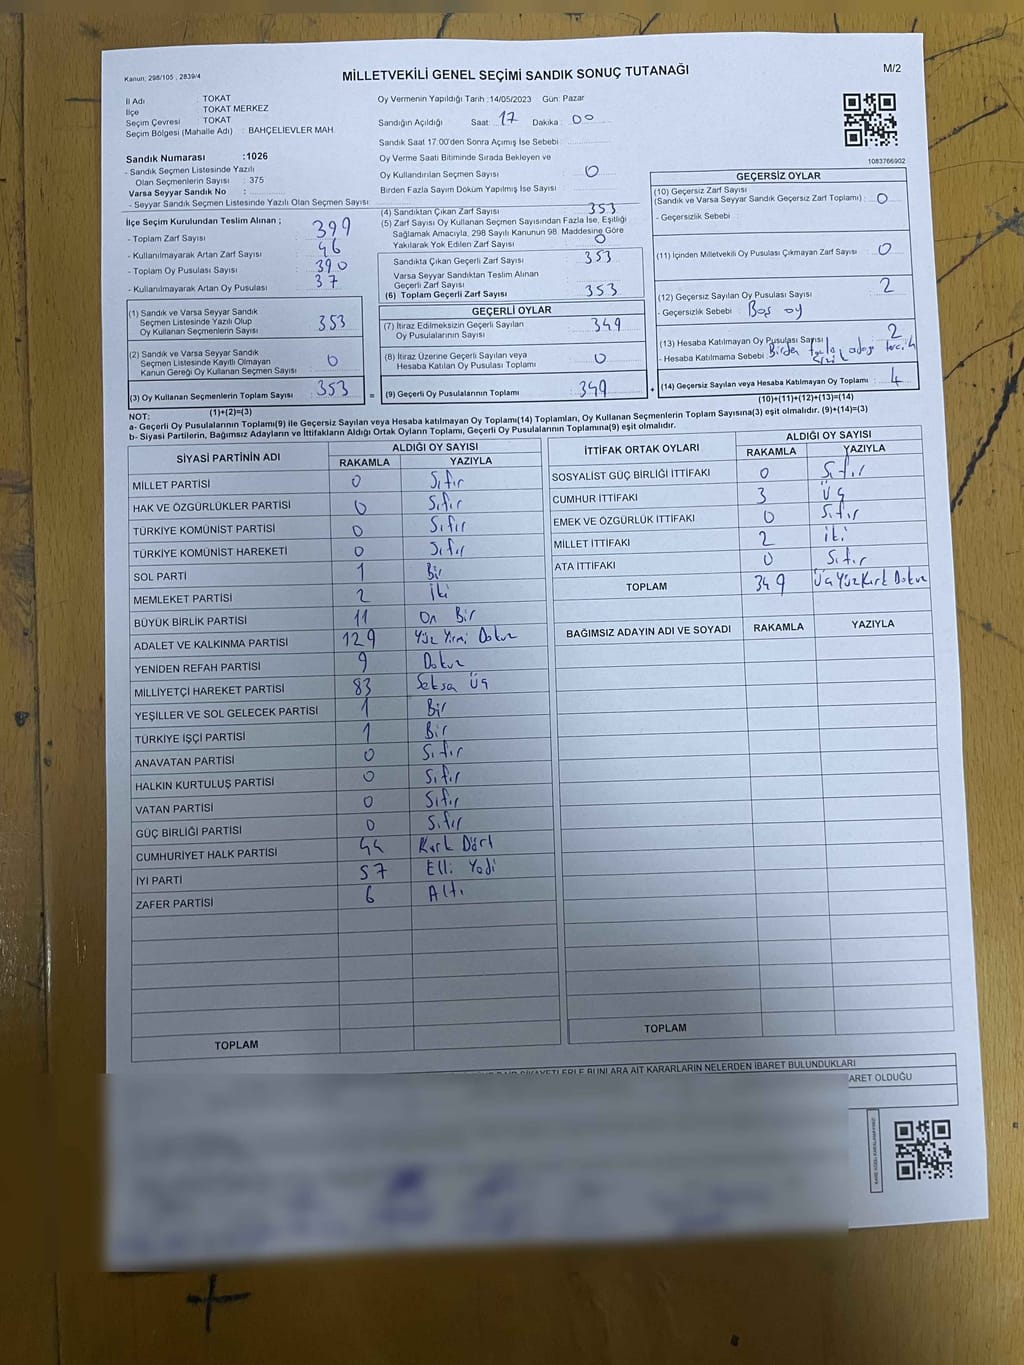 Kanun, 298/105 , 2839/4
MİLLETVEKİLİ GENEL SEÇİMİ SANDIK SONUÇ TUTANAĞI
M/2
İl Adı : TOKAT
İlçe : TOKAT MERKEZ
Seçim Çevresi : TOKAT
Seçim Bölgesi (Mahalle Adı) : BAHÇELİEVLER MAH.
Sandık Numarası :1026
- Sandık Seçmen Listesinde Yazılı
Olan Seçmenlerin Sayısı : 375
Varsa Seyyar Sandık No :
- Seyyar Sandık Seçmen Listesinde Yazılı Olan Seçmen Sayısı
İlçe Seçim Kurulundan Teslim Alınan ;
- Toplam Zarf Sayısı : 399
- Kullanılmayarak Artan Zarf Sayısı : 46
- Toplam Oy Pusulası Sayısı : 390
- Kullanılmayarak Artan Oy Pusulası : 37
(1) Sandık ve Varsa Seyyar Sandık
Seçmen Listesinde Yazılı Olup
Oy Kullanan Seçmenlerin Sayısı : 353
(2) Sandık ve Varsa Seyyar Sandık
Seçmen Listesinde Kayıtlı Olmayan
Kanun Gereği Oy Kullanan Seçmen Sayısı : 0
(3) Oy Kullanan Seçmenlerin Toplam Sayısı : 353
(1)+(2)=(3)
Oy Vermenin Yapıldığı Tarih :14/05/2023 Gün: Pazar
Sandığın Açıldığı Saat: 17 Dakika : 00
Sandık Saat 17:00'den Sonra Açımış İse Sebebi:
Oy Verme Saati Bitiminde Sırada Bekleyen ve
Oy Kullandırılan Seçmen Sayısı : 0
Birden Fazla Sayım Döküm Yapılmış İse Sayısı :
(4) Sandıktan Çıkan Zarf Sayısı : 353
(5) Zarf Sayısı Oy Kullanan Seçmen Sayısından Fazla İse, Eşitliği
Sağlamak Amacıyla, 298 Sayılı Kanunun 98. Maddesine Göre
Yakılarak Yok Edilen Zarf Sayısı : 0
Sandıkta Çıkan Geçerli Zarf Sayısı : 353
Varsa Seyyar Sandıktan Teslim Alınan
Geçerli Zarf Sayısı :
(6) Toplam Geçerli Zarf Sayısı : 353
GEÇERLİ OYLAR
(7) İtiraz Edilmeksizin Geçerli Sayılan
Oy Pusulalarının Sayısı : 349
(8) İtiraz Üzerine Geçerli Sayılan veya
Hesaba Katılan Oy Pusulası Toplamı : 0
= (9) Geçerli Oy Pusulalarının Toplamı : 349 +
1083766902
GEÇERSİZ OYLAR
(10) Geçersiz Zarf Sayısı
(Sandık ve Varsa Seyyar Sandık Geçersiz Zarf Toplamı) : 0
- Geçersizlik Sebebi :
(11) İçinden Milletvekili Oy Pusulası Çıkmayan Zarf Sayısı : 0
(12) Geçersiz Sayılan Oy Pusulası Sayısı : 2
- Geçersizlik Sebebi : Boş oy
(13) Hesaba Katılmayan Oy Pusulası Sayısı : 2
- Hesaba Katılmama Sebebi : Birden fazla
(14) Geçersiz Sayılan veya Hesaba Katılmayan Oy Toplamı : 4
(10)+(11)+(12)+(13)=(14)
NOT:
a- Geçerli Oy Pusulalarının Toplamı(9) ile Geçersiz Sayılan veya Hesaba katılmayan Oy Toplamı(14) Toplamları, Oy Kullanan Seçmenlerin Toplam Sayısına(3) eşit olmalıdır. (9)+(14)=(3)
b- Siyasi Partilerin, Bağımsız Adayların ve İttifakların Aldığı Ortak Oyların Toplamı, Geçerli Oy Pusulalarının Toplamına(9) eşit olmalıdır.
SİYASİ PARTİNİN ADI ALDIĞI OY SAYISI
RAKAMLA YAZIYLA
MİLLET PARTİSİ 0 Sıfır
HAK VE ÖZGÜRLÜKLER PARTİSİ 0 Sıfır
TÜRKİYE KOMÜNİST PARTİSİ 0 Sıfır
TÜRKİYE KOMÜNİST HAREKETİ 0 Sıfır
SOL PARTİ 1 Bir
MEMLEKET PARTİSİ 2 İki
BÜYÜK BİRLİK PARTİSİ 11 On Bir
ADALET VE KALKINMA PARTİSİ 129 Yüz Yirmi Dokuz
YENİDEN REFAH PARTİSİ 9 Dokuz
MİLLİYETÇİ HAREKET PARTİSİ 83 Seksa Üç
YEŞİLLER VE SOL GELECEK PARTİSİ 1 Bir
TÜRKİYE İŞÇİ PARTİSİ 1 Bir
ANAVATAN PARTİSİ 0 Sıfır
HALKIN KURTULUŞ PARTİSİ 0 Sıfır
VATAN PARTİSİ 0 Sıfır
GÜÇ BİRLİĞİ PARTİSİ 0 Sıfır
CUMHURİYET HALK PARTİSİ 44 Kırk Dört
İYİ PARTİ 57 Elli Yedi
ZAFER PARTİSİ 6 Altı
TOPLAM
İTTİFAK ORTAK OYLARI ALDIĞI OY SAYISI
RAKAMLA YAZIYLA
SOSYALİST GÜÇ BİRLİĞİ İTTİFAKI 0 Sıfır
CUMHUR İTTİFAKI 3 Üç
EMEK VE ÖZGÜRLÜK İTTİFAKI 0 Sıfır
MİLLET İTTİFAKI 2 iki
ATA İTTİFAKI 0 Sıfır
TOPLAM 349 ÜçYüzKırk Dokuz
BAĞIMSIZ ADAYIN ADI VE SOYADI RAKAMLA YAZIYLA
TOPLAM
KARARLARIN NELERDEN İBARET BULUNDUKLARI
ARET OLDUĞU